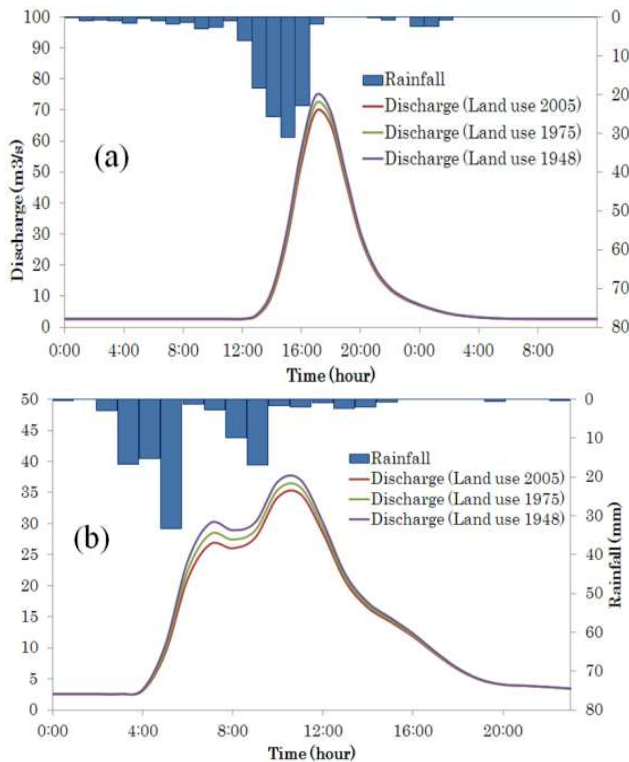 100 0
90 10
80 20
70 30
60 40
50 50
40 60
30 70
20 80
10
0
Discharge (m3/s)
(a)
Rainfall
Discharge (Land use 2005)
Discharge (Land use 1975)
Discharge (Land use 1948)
0:00 4:00 8:00 12:00 16:00 20:00 0:00 4:00 8:00
Time (hour)
50 0
45 10
40 20
35 30
30 40
25 50
20 60
15 70
10 80
5
0
(b)
Rainfall
Discharge (Land use 2005)
Discharge (Land use 1975)
Discharge (Land use 1948)
Rainfall (mm)
0:00 4:00 8:00 12:00 16:00 20:00
Time (hour)